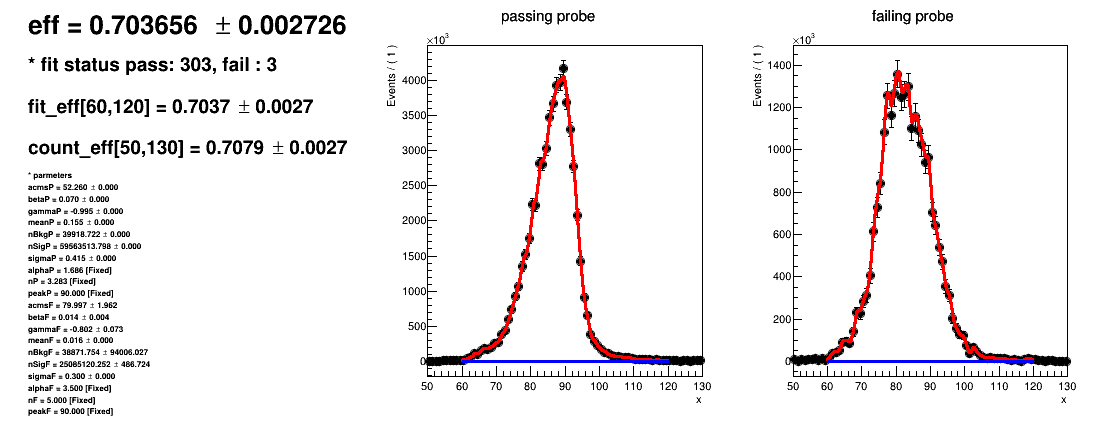 eff = 0.703656 ± 0.002726
* fit status pass: 303, fail : 3
fit_eff[60,120] = 0.7037 ± 0.0027
count_eff[50,130] = 0.7079 ± 0.0027
* parmeters
acmsP = 52.260 ± 0.000
betaP = 0.070 ± 0.000
gammaP = -0.995 ± 0.000
meanP = 0.155 ± 0.000
nBkgP = 39918.722 ± 0.000
nSigP = 59563513.798 ± 0.000
sigmaP = 0.415 ± 0.000
alphaP = 1.686 [Fixed]
nP = 3.283 [Fixed]
peakP = 90.000 [Fixed]
acmsF = 79.997 ± 1.962
betaF = 0.014 ± 0.004
gammaF = -0.802 ± 0.073
meanF = 0.016 ± 0.000
nBkgF = 38871.754 ± 94006.027
nSigF = 25085120.252 ± 486.724
sigmaF = 0.300 ± 0.000
alphaF = 3.500 [Fixed]
nF = 5.000 [Fixed]
peakF = 90.000 [Fixed]
passing probe
×10³
Events / ( 1 )
4000
3500
3000
2500
2000
1500
1000
500
0
50 60 70 80 90 100 110 120 130
x
failing probe
×10³
Events / ( 1 )
1400
1200
1000
800
600
400
200
0
50 60 70 80 90 100 110 120 130
x